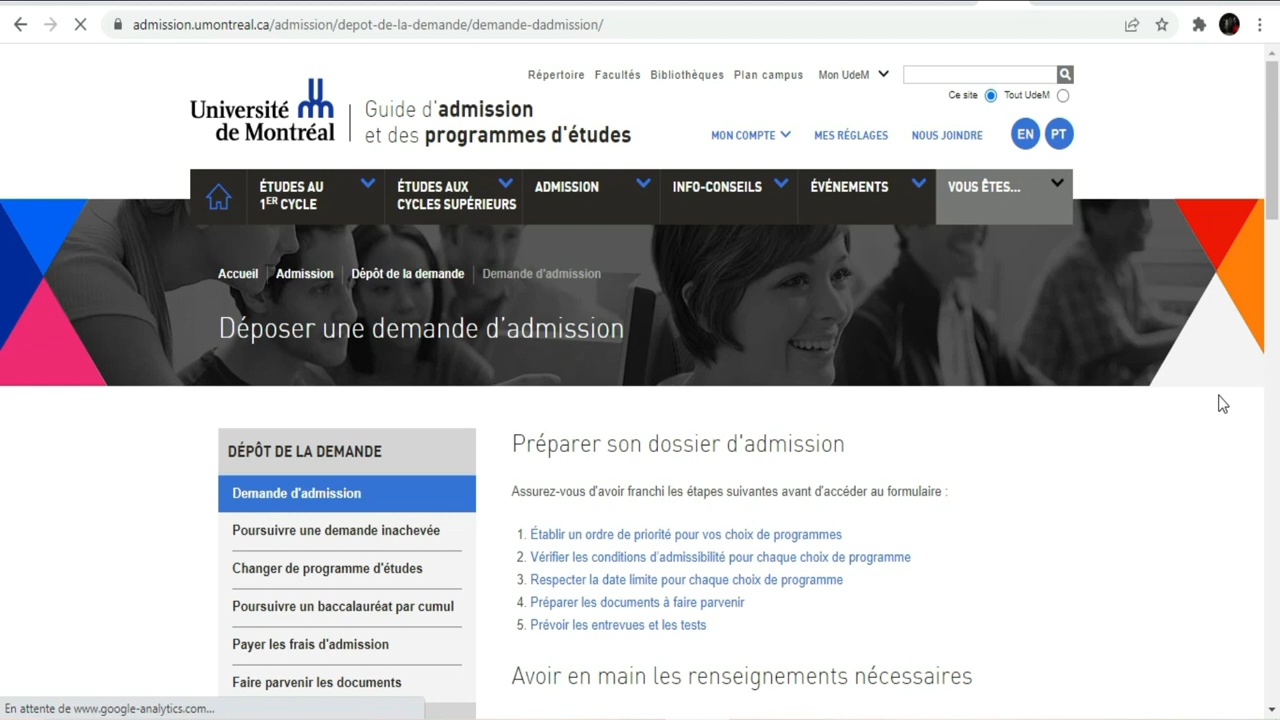 admission.umontreal.ca/admission/depot-de-la-demande/demande-dadmission/
Répertoire Facultés Bibliothèques Plan campus Mon UdeM
Ce site Tout UdeM
Université de Montréal
Guide d'admission
et des programmes d'études
MON COMPTE MES RÉGLAGES NOUS JOINDRE EN PT
ÉTUDES AU 1ER CYCLE
ÉTUDES AUX CYCLES SUPÉRIEURS
ADMISSION
INFO-CONSEILS
ÉVÉNEMENTS
VOUS ÊTES...
Accueil Admission Dépôt de la demande Demande d'admission
Déposer une demande d'admission
DÉPÔT DE LA DEMANDE
Demande d'admission
Poursuivre une demande inachevée
Changer de programme d'études
Poursuivre un baccalauréat par cumul
Payer les frais d'admission
Faire parvenir les documents
Préparer son dossier d'admission
Assurez-vous d'avoir franchi les étapes suivantes avant d'accéder au formulaire :
1. Établir un ordre de priorité pour vos choix de programmes
2. Vérifier les conditions d'admissibilité pour chaque choix de programme
3. Respecter la date limite pour chaque choix de programme
4. Préparer les documents à faire parvenir
5. Prévoir les entrevues et les tests
Avoir en main les renseignements nécessaires
En attente de www.google-analytics.com...